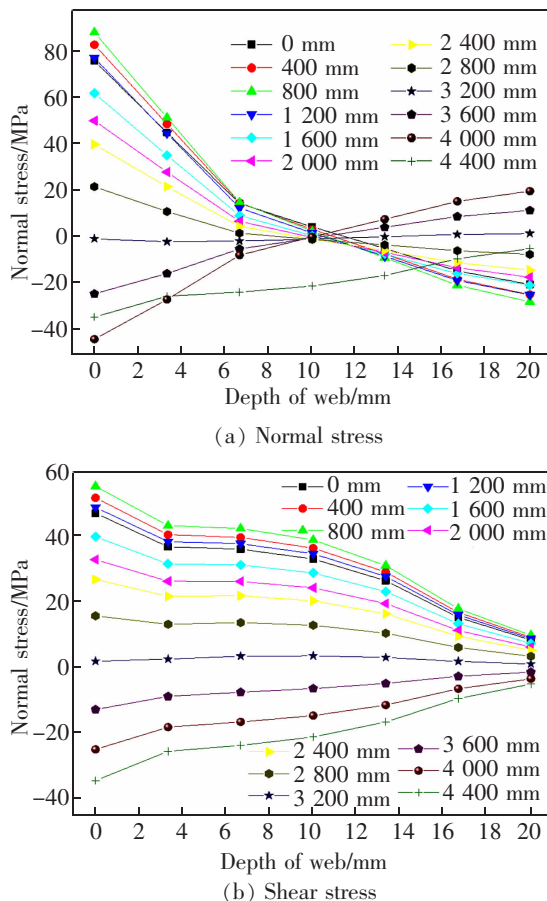 80
60
40
20
0
−20
−40
Normal stress/MPa
0 mm
400 mm
800 mm
1 200 mm
1 600 mm
2 000 mm
2 400 mm
2 800 mm
3 200 mm
3 600 mm
4 000 mm
4 400 mm
0 2 4 6 8 10 12 14 16 18 20
Depth of web/mm
(a) Normal stress
60
40
20
0
−20
−40
Normal stress/MPa
0 mm
400 mm
800 mm
1 200 mm
1 600 mm
2 000 mm
2 400 mm
2 800 mm
3 200 mm
3 600 mm
4 000 mm
4 400 mm
0 2 4 6 8 10 12 14 16 18 20
Depth of web/mm
(b) Shear stress